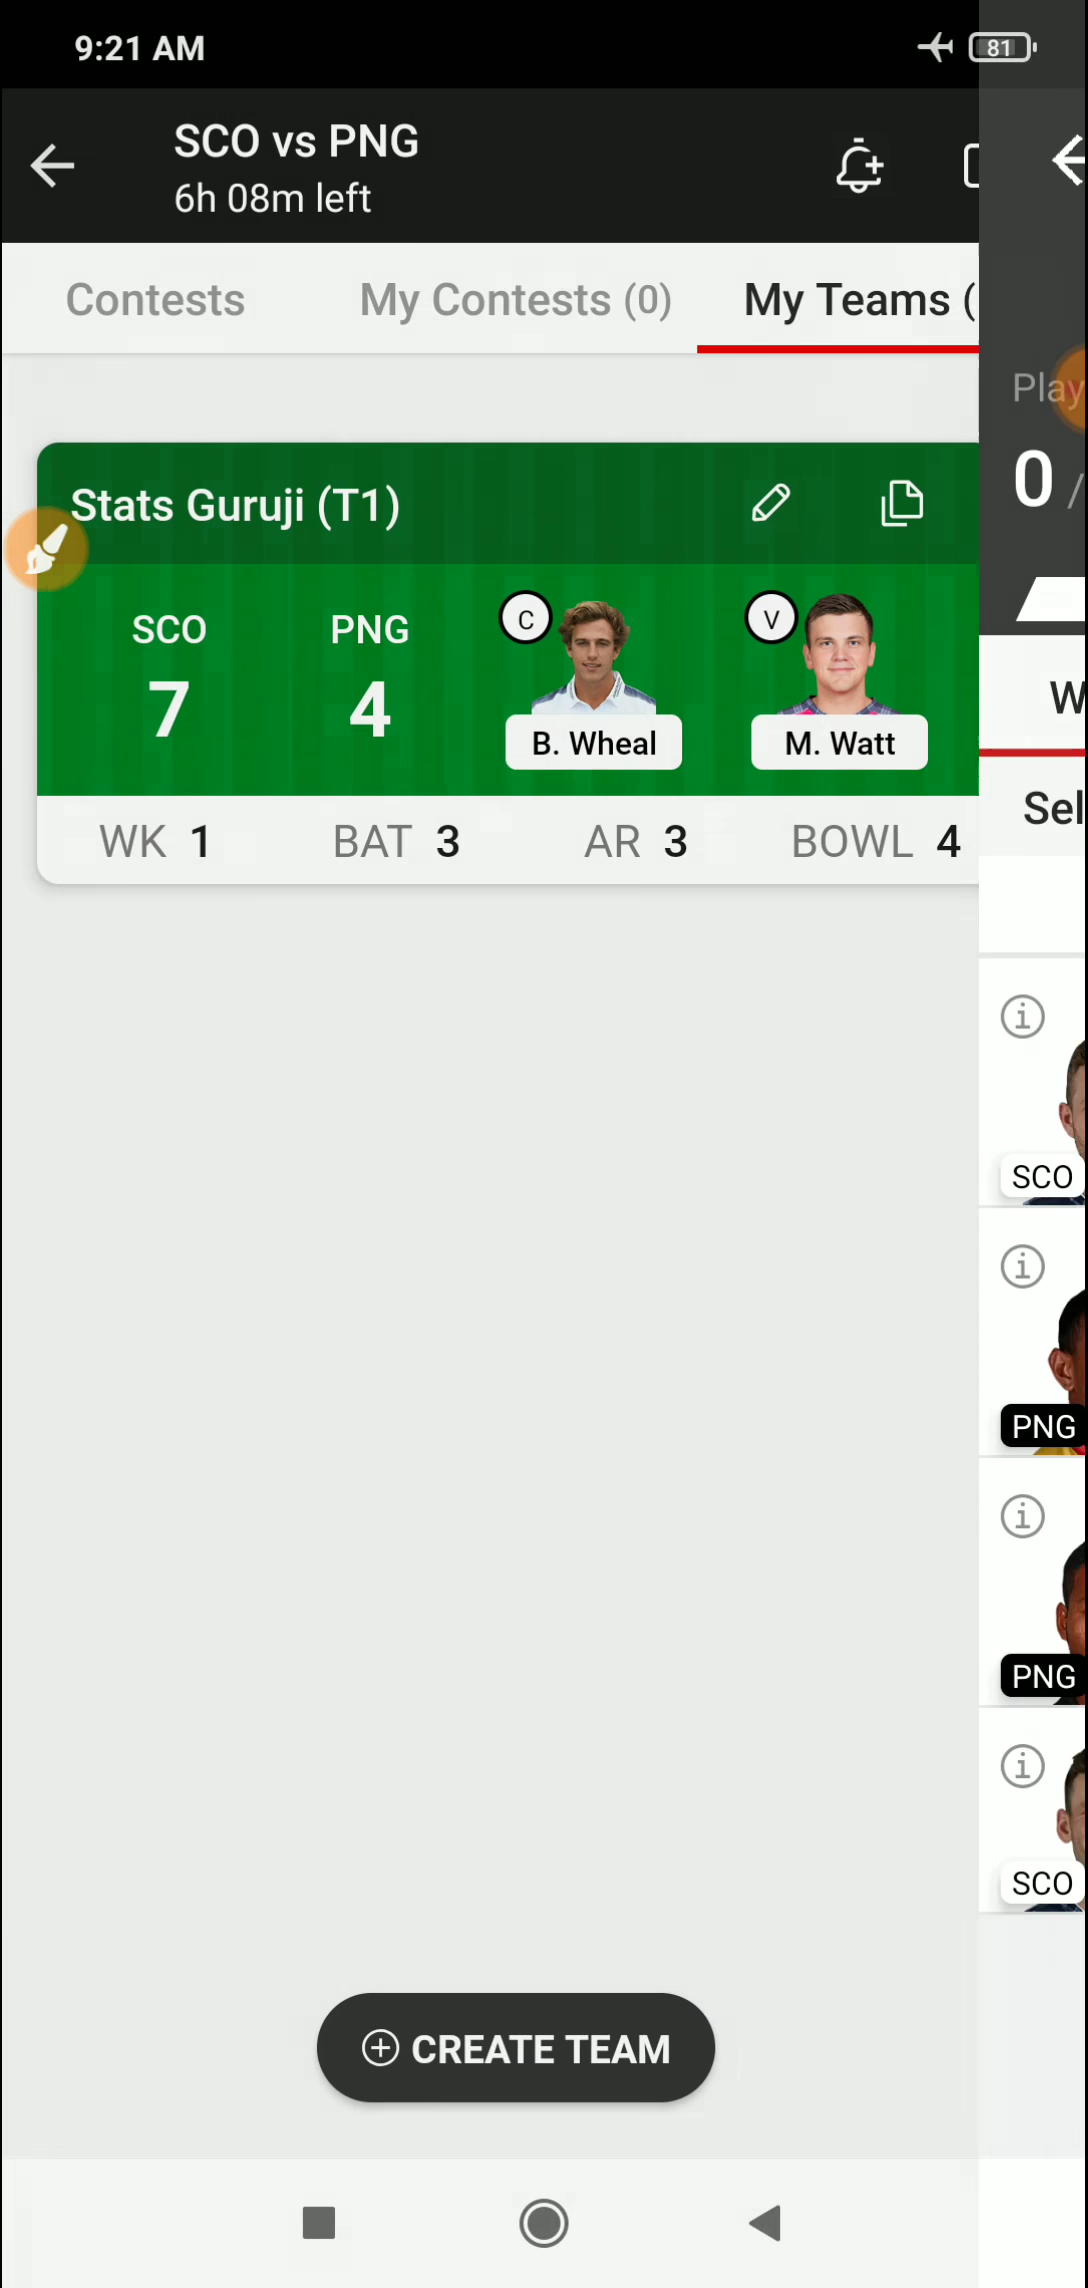 9:21 AM
81
SCO vs PNG
6h 08m left
Contests
My Contests (0)
My Teams (
Play
0 /
Stats Guruji (T1)
SCO
PNG
C
V
7
4
B. Wheal
M. Watt
WK 1
BAT 3
AR 3
BOWL 4
W
Sel
SCO
PNG
PNG
SCO
CREATE TEAM